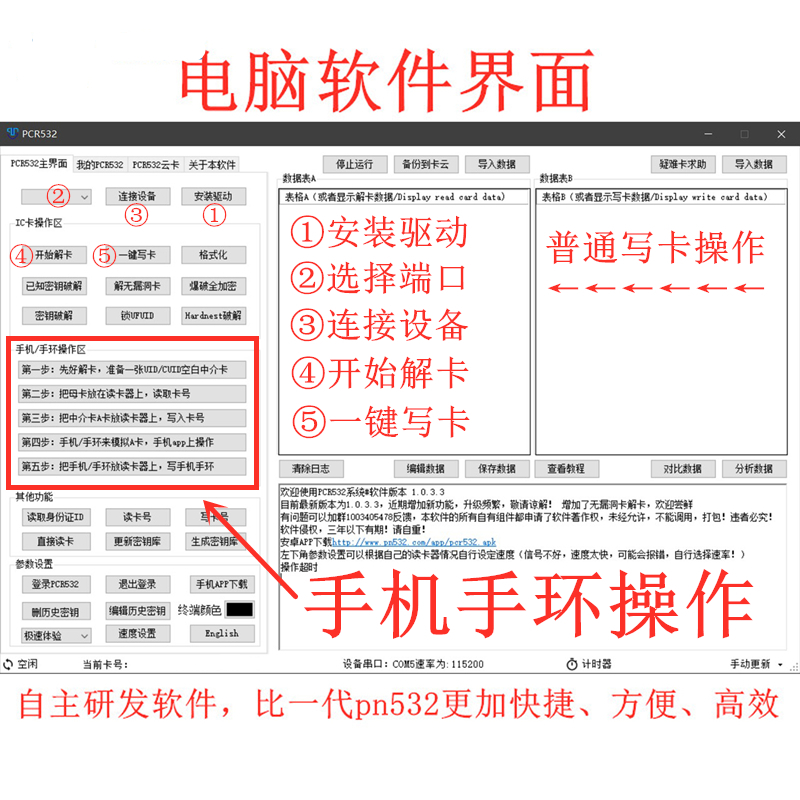 电脑软件界面
PCR532
PCR532主界面 我的PCR532 PCR532云卡 关于本软件
② 连接设备 安装驱动
③ ①
IC卡操作区
④开始解卡 ⑤一键写卡 格式化
已知密钥破解 解无漏洞卡 爆破全加密
密钥破解 锁UFUID Hardnest破解
手机/手环操作区
第一步：先好解卡，准备一张UID/CUID空白中介卡
第二步：把母卡放在读卡器上，读取卡号
第三步：把中介卡A卡放读卡器上，写入卡号
第四步：手机/手环来模拟A卡，手机app上操作
第五步：把手机/手环放读卡器上，写手机手环
其他功能
读取身份证ID 读卡号 写卡号
直接读卡 更新密钥库 生成密钥库
参数设置
登录PCR532 退出登录 手机APP下载
删历史密钥 编辑历史密钥 终端颜色
极速体验 速度设置 English
停止运行 备份到卡云 导入数据
数据表A
表格A（或者显示解卡数据/Display read card data)
①安装驱动
②选择端口
③连接设备
④开始解卡
⑤一键写卡
疑难卡求助 导入数据
数据表B
表格B（或者显示写卡数据/Display write card data)
普通写卡操作
←←←←←←
清除日志 编辑数据 保存数据 查看教程 对比数据 分析数据
欢迎使用PCR532系统#软件版本 1.0.3.3
目前最新版本为1.0.3.3，近期增加新功能，升级频繁，敬请谅解！ 增加了无漏洞卡解卡，欢迎尝鲜
有问题可以加群1003405478反馈，本软件的所有自有组件都申请了软件著作权，未经允许，不能调用，打包！违者必究！
软件侵权，三年以下有期！请自重！
安卓APP下载http://www.pn532.com/app/pcr532.apk
左下角参数设置可以根据自己的读卡器情况自行设定速度（信号不好，速度太快，可能会报错，自行选择速率！）
操作超时
手机手环操作
空闲 当前卡号： 设备串口：COM5速率为:115200 计时器 手动更新
自主研发软件，比一代pn532更加快捷、方便、高效